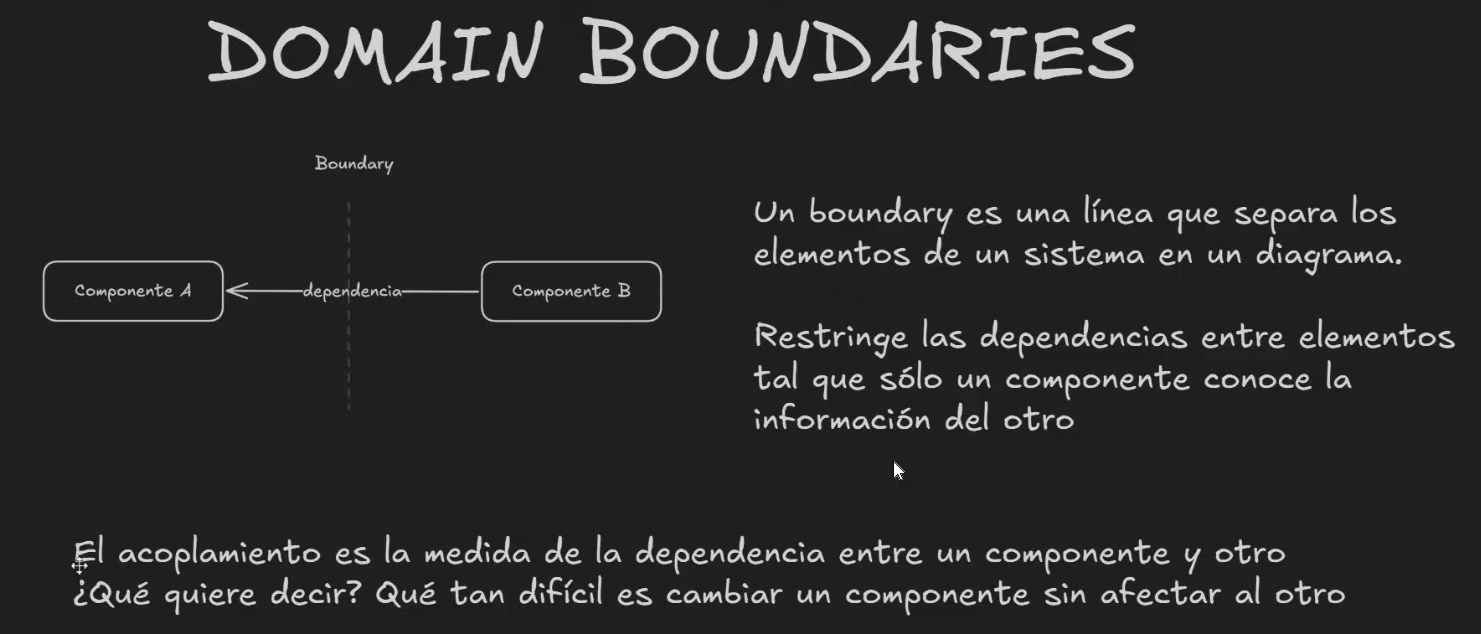 DOMAIN BOUNDARIES
Boundary
Componente A
dependencia
Componente B
Un boundary es una línea que separa los
elementos de un sistema en un diagrama.
Restringe las dependencias entre elementos
tal que sólo un componente conoce la
información del otro
El acoplamiento es la medida de la dependencia entre un componente y otro
¿Qué quiere decir? Qué tan difícil es cambiar un componente sin afectar al otro